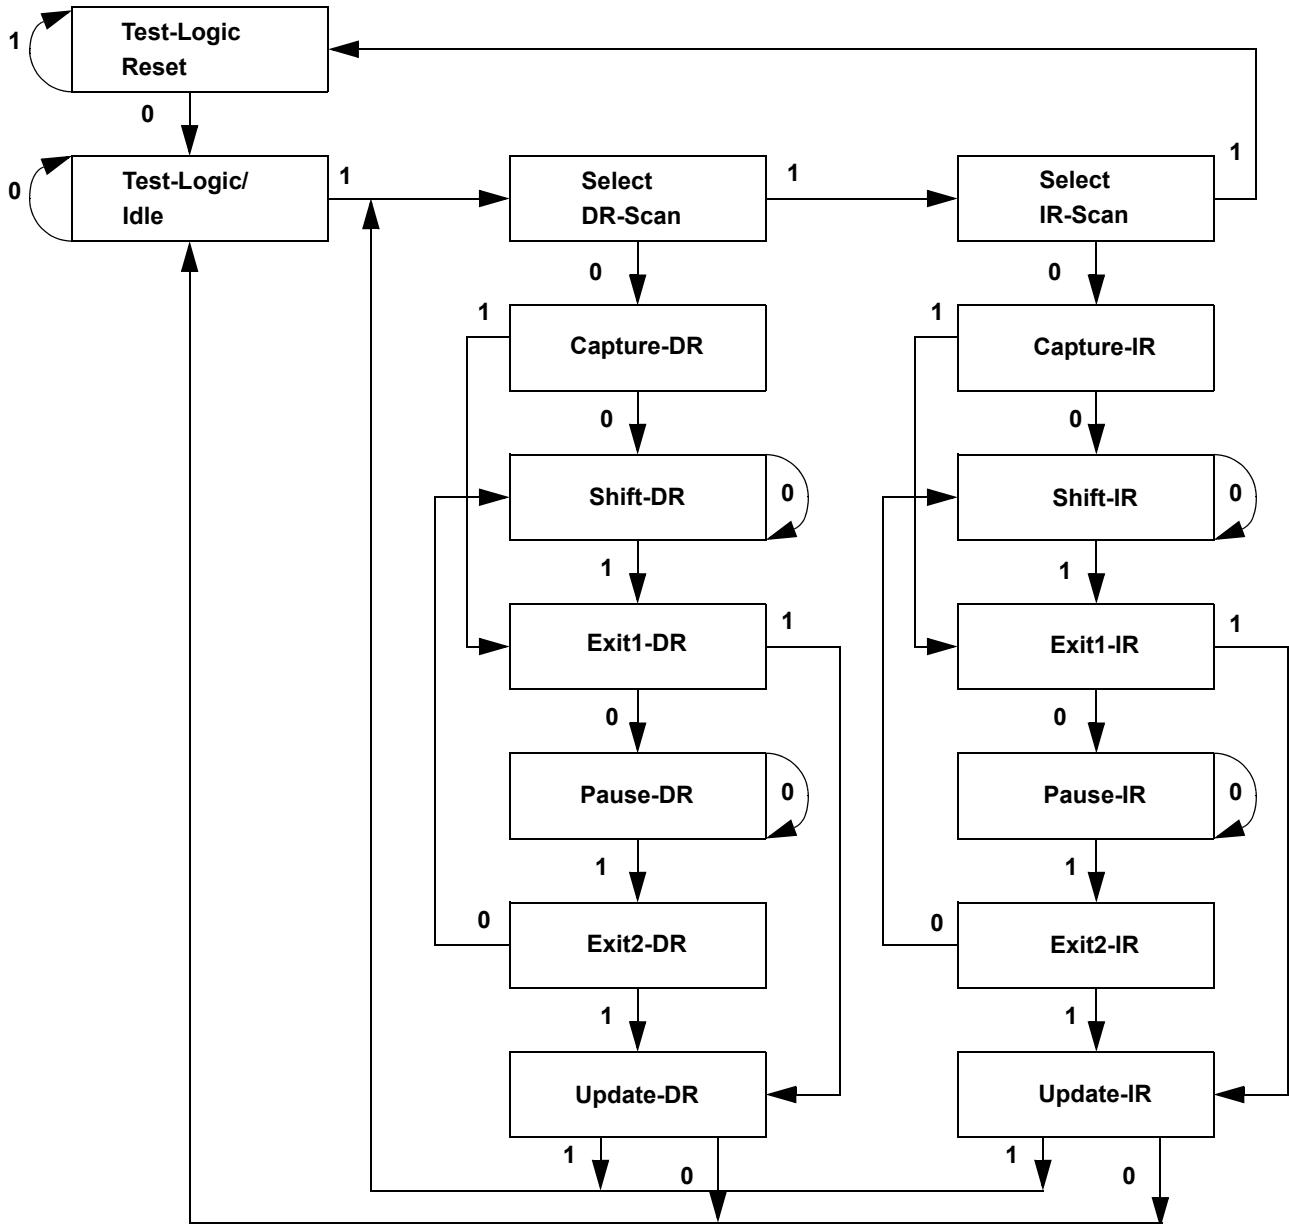 1
Test-Logic
Reset
0
0
Test-Logic/
Idle
1
Select
DR-Scan
1
Select
IR-Scan
1
0
0
1
Capture-DR
1
Capture-IR
0
0
Shift-DR
0
Shift-IR
0
1
1
Exit1-DR
1
Exit1-IR
1
0
0
Pause-DR
0
Pause-IR
0
1
1
0
Exit2-DR
0
Exit2-IR
1
1
Update-DR
Update-IR
1
0
1
0